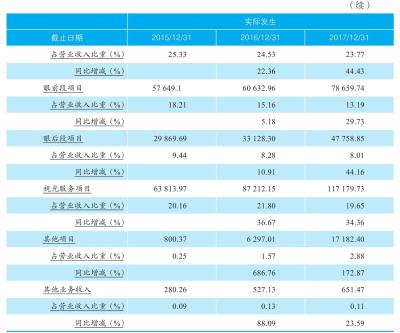 （续）
实际发生
截止日期 2015/12/31 2016/12/31 2017/12/31
占营业收入比重（%） 25.33 24.53 23.77
同比增减（%） 22.36 44.43
眼前段项目 57 649.1 60 632.96 78 659.74
占营业收入比重（%） 18.21 15.16 13.19
同比增减（%） 5.18 29.73
眼后段项目 29 869.69 33 128.30 47 758.85
占营业收入比重（%） 9.44 8.28 8.01
同比增减（%） 10.91 44.16
视光服务项目 63 813.97 87 212.15 117 179.73
占营业收入比重（%） 20.16 21.80 19.65
同比增减（%） 36.67 34.36
其他项目 800.37 6 297.01 17 182.40
占营业收入比重（%） 0.25 1.57 2.88
同比增减（%） 686.76 172.87
其他业务收入 280.26 527.13 651.47
占营业收入比重（%） 0.09 0.13 0.11
同比增减（%） 88.09 23.59